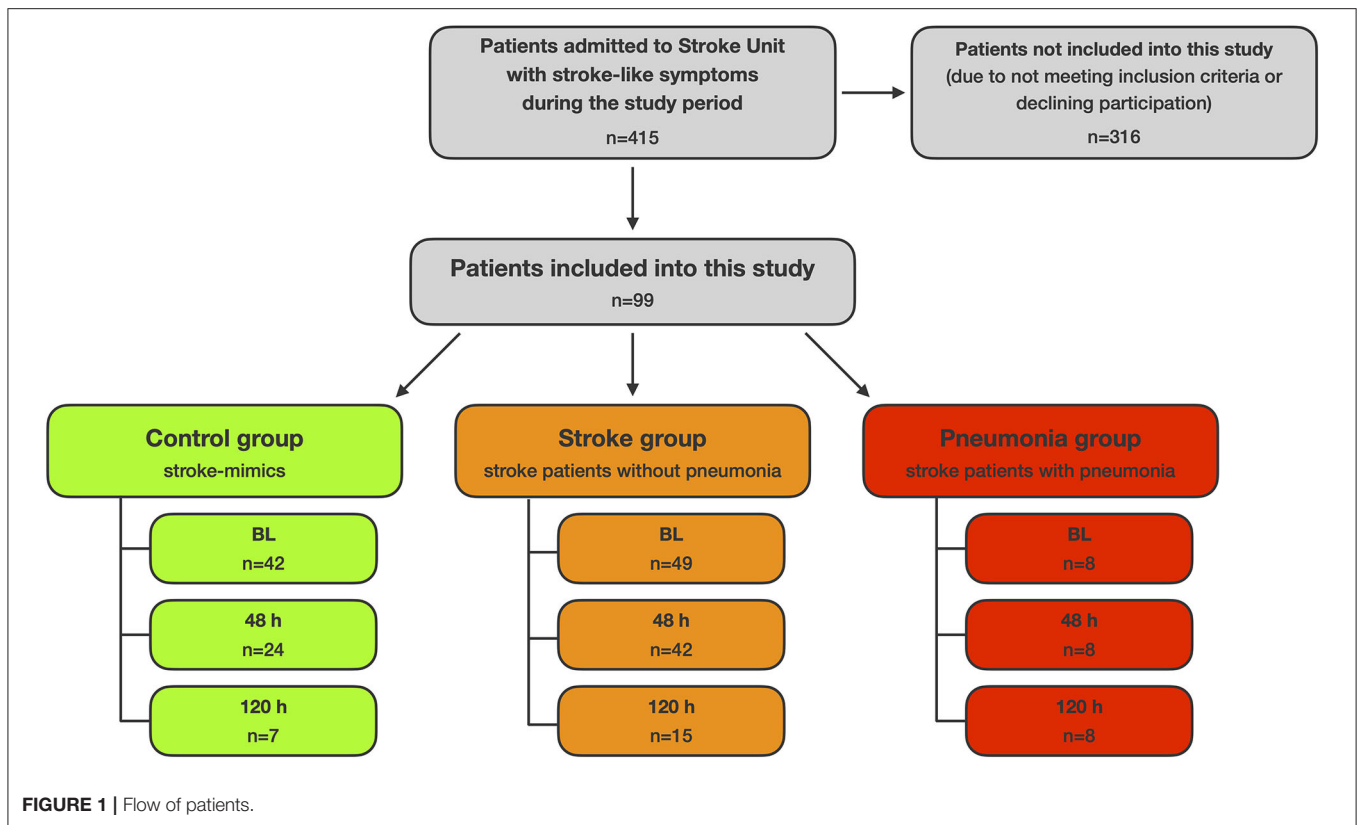 Patients admitted to Stroke Unit
with stroke-like symptoms
during the study period
n=415
Patients not included into this study
(due to not meeting inclusion criteria or
declining participation)
n=316
Patients included into this study
n=99
Control group
stroke-mimics
BL
n=42
48 h
n=24
120 h
n=7
Stroke group
stroke patients without pneumonia
BL
n=49
48 h
n=42
120 h
n=15
Pneumonia group
stroke patients with pneumonia
BL
n=8
48 h
n=8
120 h
n=8
FIGURE 1 | Flow of patients.